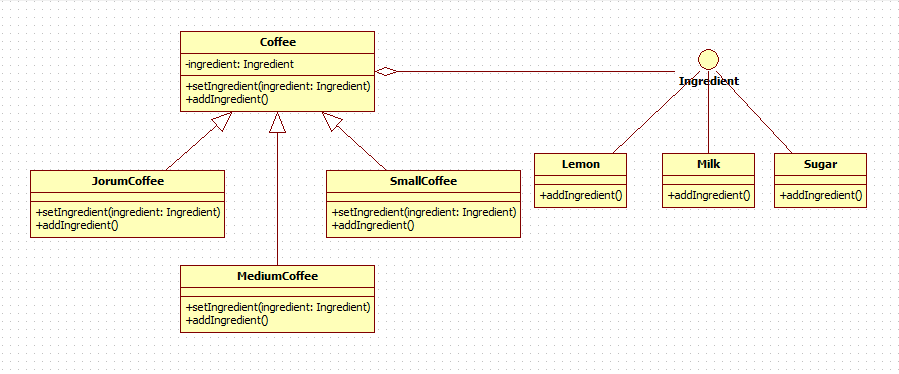 Coffee
-ingredient: Ingredient
+setIngredient(ingredient: Ingredient)
+addIngredient()
Ingredient
Lemon
+addIngredient()
Milk
+addIngredient()
Sugar
+addIngredient()
JorumCoffee
+setIngredient(ingredient: Ingredient)
+addIngredient()
SmallCoffee
+setIngredient(ingredient: Ingredient)
+addIngredient()
MediumCoffee
+setIngredient(ingredient: Ingredient)
+addIngredient()